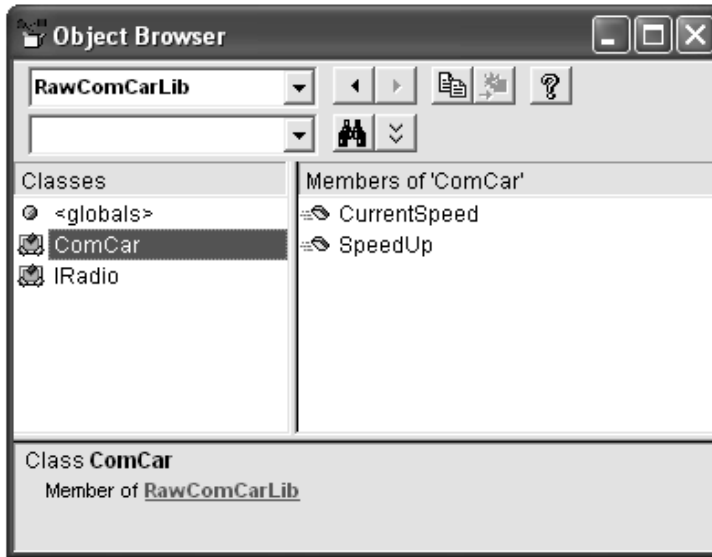 Object Browser
RawComCarLib
Classes
Members of 'ComCar'
<globals>
CurrentSpeed
ComCar
SpeedUp
IRadio
Class ComCar
Member of RawComCarLib